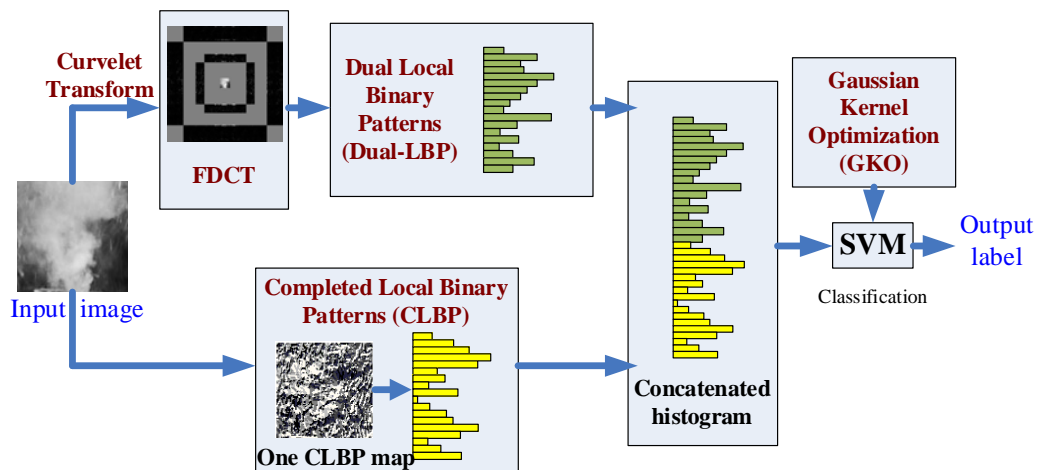 Curvelet
Transform
FDCT
Dual Local
Binary
Patterns
(Dual-LBP)
Gaussian
Kernel
Optimization
(GKO)
Input image
Completed Local Binary
Patterns (CLBP)
One CLBP map
Concatenated
histogram
SVM
Classification
Output
label